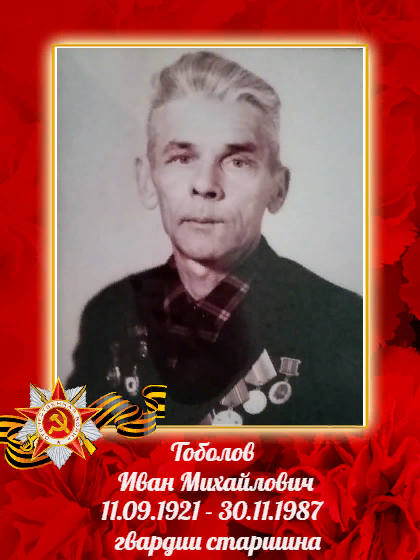 Тоболов
Иван Михайлович
11.09.1921 - 30.11.1987
гвардии старшина